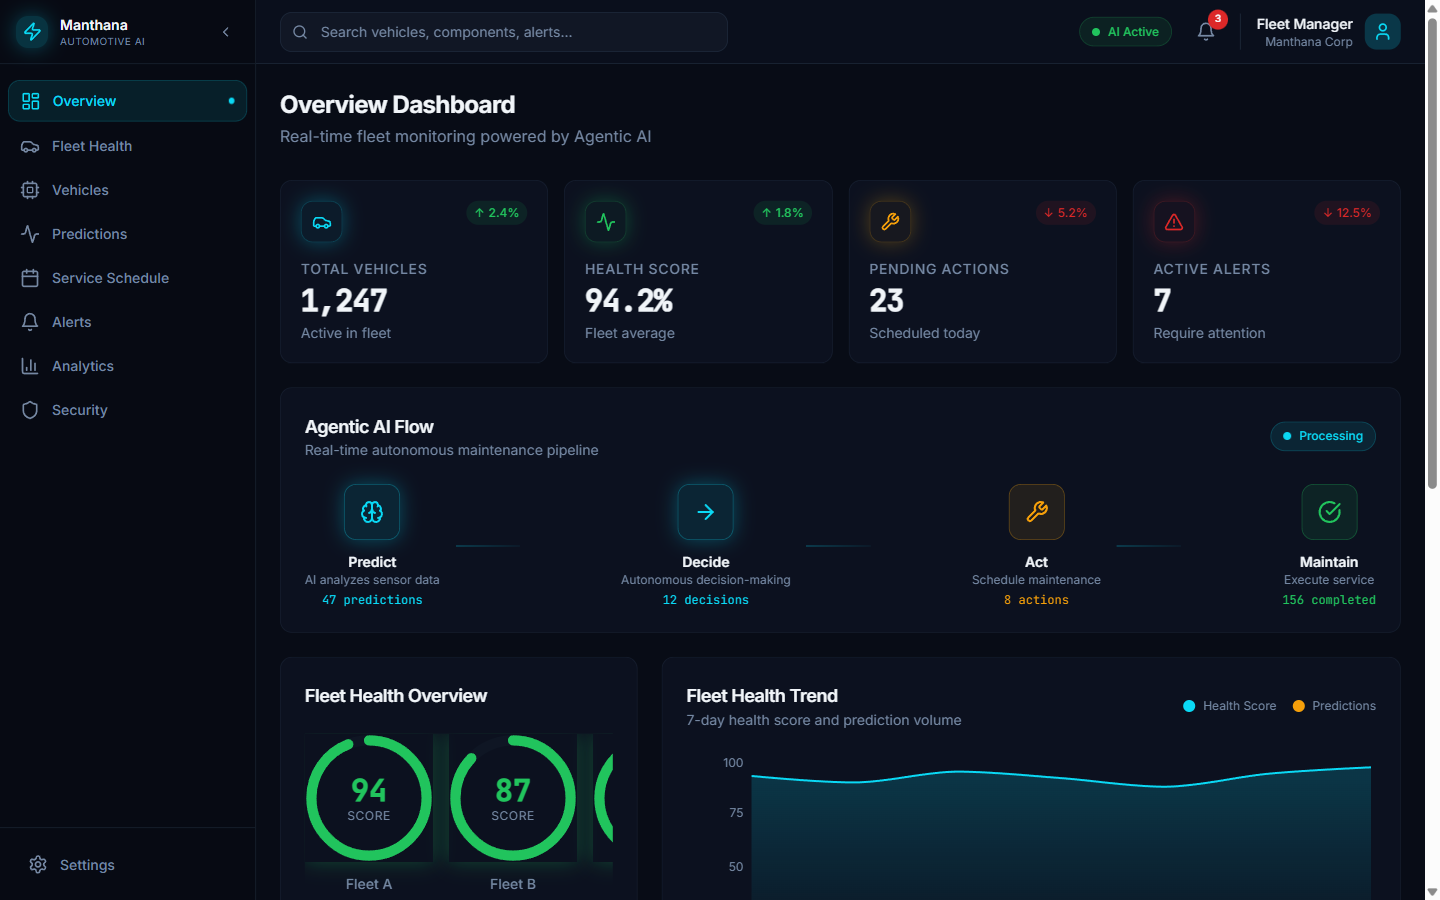 Manthana
AUTOMOTIVE AI
Search vehicles, components, alerts...
AI Active
3
Fleet Manager
Manthana Corp
Overview
Fleet Health
Vehicles
Predictions
Service Schedule
Alerts
Analytics
Security
Settings
Overview Dashboard
Real-time fleet monitoring powered by Agentic AI
↑ 2.4%
TOTAL VEHICLES
1,247
Active in fleet
↑ 1.8%
HEALTH SCORE
94.2%
Fleet average
↓ 5.2%
PENDING ACTIONS
23
Scheduled today
↓ 12.5%
ACTIVE ALERTS
7
Require attention
Agentic AI Flow
Real-time autonomous maintenance pipeline
Processing
Predict
AI analyzes sensor data
47 predictions
Decide
Autonomous decision-making
12 decisions
Act
Schedule maintenance
8 actions
Maintain
Execute service
156 completed
Fleet Health Overview
94
SCORE
Fleet A
87
SCORE
Fleet B
Fleet Health Trend
7-day health score and prediction volume
Health Score
Predictions
100
75
50